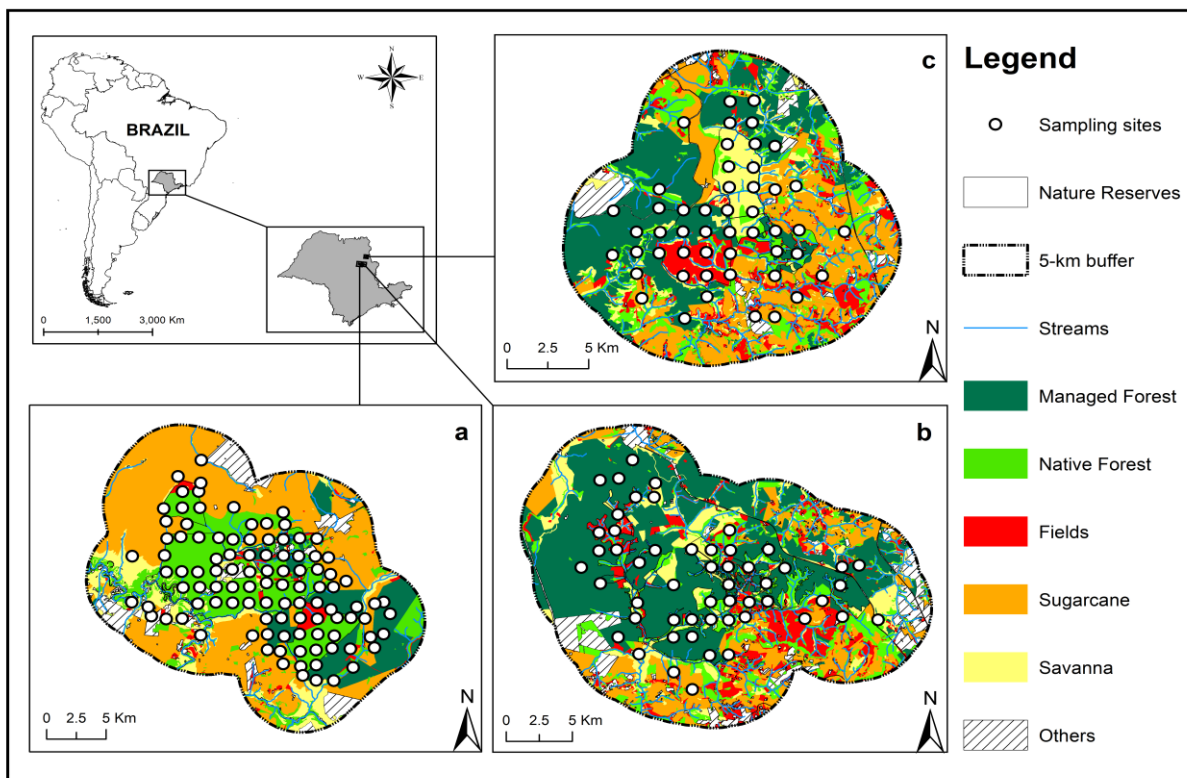 BRAZIL
N
W
E
S
0 1,500 3,000 Km
c
N
0 2.5 5 Km
a
N
0 2.5 5 Km
b
N
0 2.5 5 Km
Legend
Sampling sites
Nature Reserves
5-km buffer
Streams
Managed Forest
Native Forest
Fields
Sugarcane
Savanna
Others